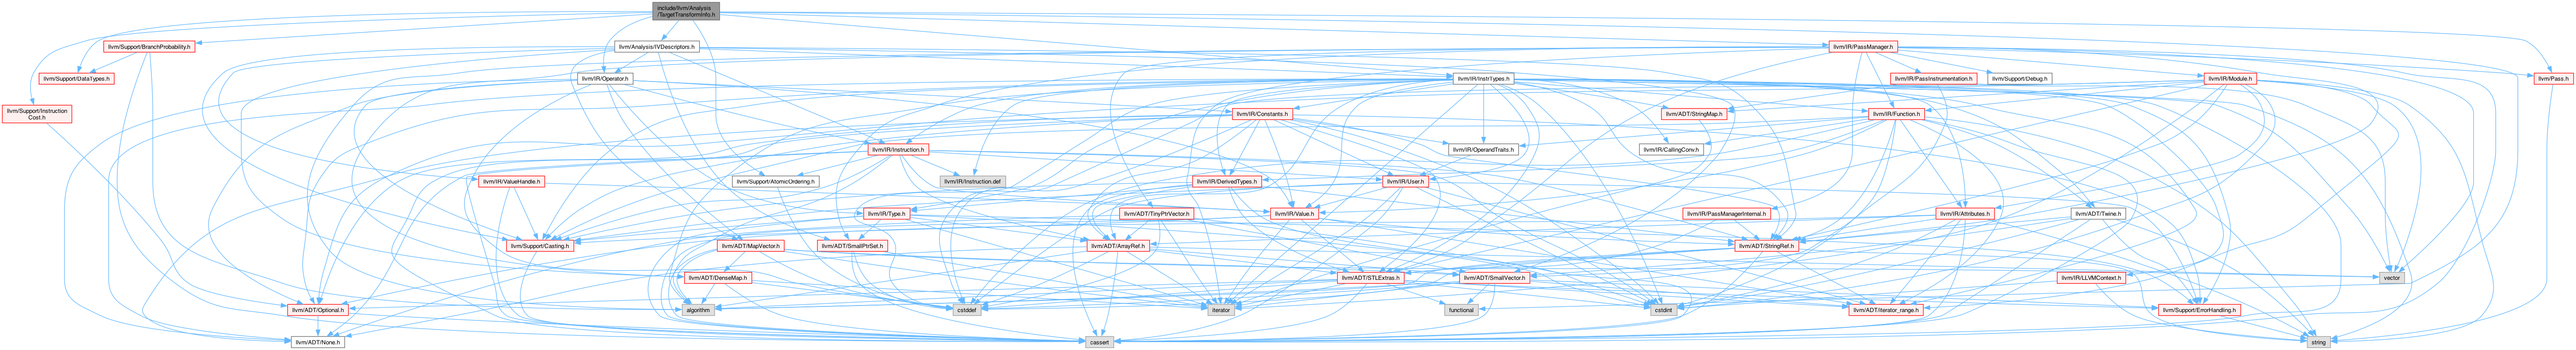 include/llvm/Analysis
/TargetTransformInfo.h
llvm/Support/BranchProbability.h
llvm/Analysis/IVDescriptors.h
llvm/IR/PassManager.h
llvm/Support/DataTypes.h
llvm/IR/Operator.h
llvm/IR/InstrTypes.h
llvm/IR/PassInstrumentation.h
llvm/Support/Debug.h
llvm/IR/Module.h
llvm/Pass.h
llvm/Support/Instruction
Cost.h
llvm/IR/Constants.h
llvm/ADT/StringMap.h
llvm/IR/Function.h
llvm/IR/Instruction.h
llvm/IR/OperandTraits.h
llvm/IR/CallingConv.h
llvm/IR/ValueHandle.h
llvm/Support/AtomicOrdering.h
llvm/IR/Instruction.def
llvm/IR/DerivedTypes.h
llvm/IR/User.h
llvm/IR/Type.h
llvm/ADT/TinyPtrVector.h
llvm/IR/Value.h
llvm/IR/PassManagerInternal.h
llvm/IR/Attributes.h
llvm/ADT/Twine.h
llvm/Support/Casting.h
llvm/ADT/MapVector.h
llvm/ADT/SmallPtrSet.h
llvm/ADT/ArrayRef.h
llvm/ADT/StringRef.h
llvm/ADT/DenseMap.h
llvm/ADT/STLExtras.h
llvm/ADT/SmallVector.h
llvm/IR/LLVMContext.h
vector
llvm/ADT/Optional.h
algorithm
cstddef
iterator
functional
cstdint
llvm/ADT/iterator_range.h
llvm/Support/ErrorHandling.h
llvm/ADT/None.h
cassert
string